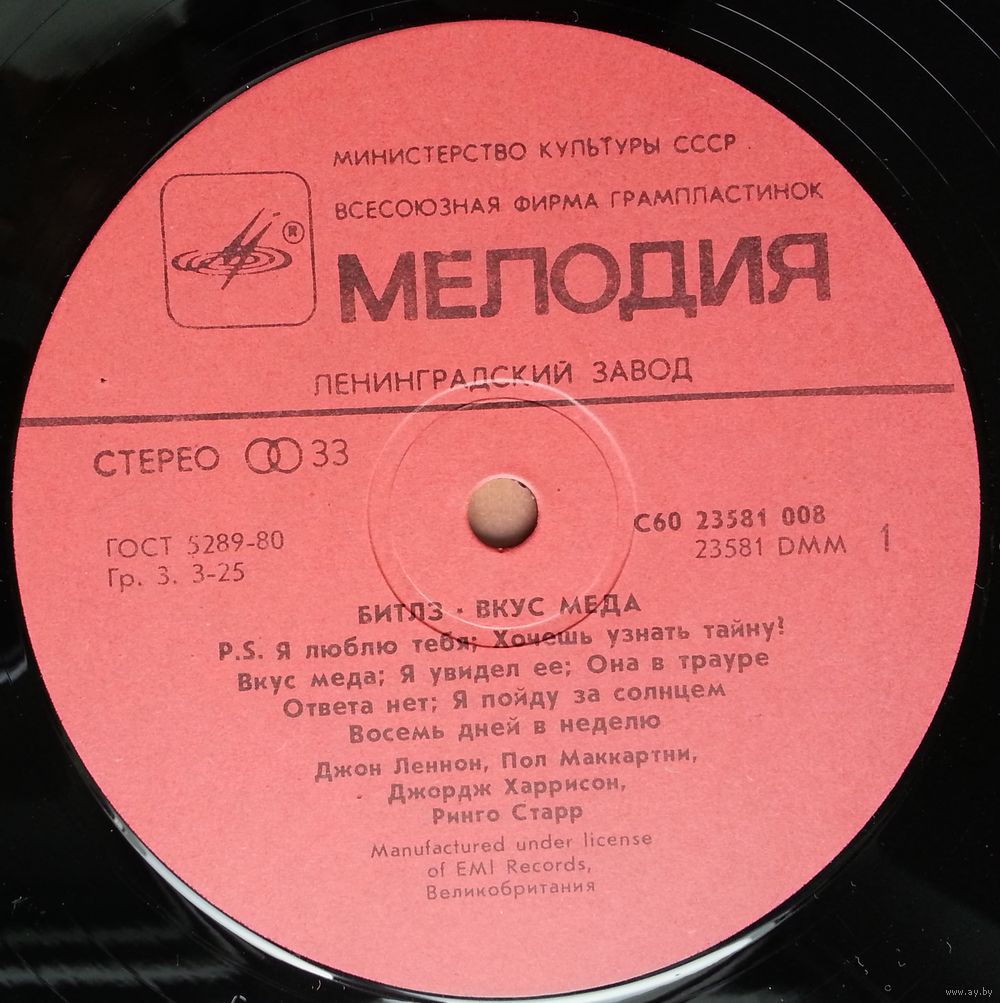 МИНИСТЕРСТВО КУЛЬТУРЫ СССР
ВСЕСОЮЗНАЯ ФИРМА ГРАМПЛАСТИНОК
®
МЕЛОДИЯ
ЛЕНИНГРАДСКИЙ ЗАВОД
СТЕРЕО 33
ГОСТ 5289-80
Гр. 3. 3-25
С60 23581 008
23581 DMM 1
БИТЛЗ · ВКУС МЕДА
P.S. Я люблю тебя; Хочешь узнать тайну?
Вкус меда; Я увидел ее; Она в трауре
Ответа нет; Я пойду за солнцем
Восемь дней в неделю
Джон Леннон, Пол Маккартни,
Джордж Харрисон,
Ринго Старр
Manufactured under license
of EMI Records,
Великобритания
www.ay.by